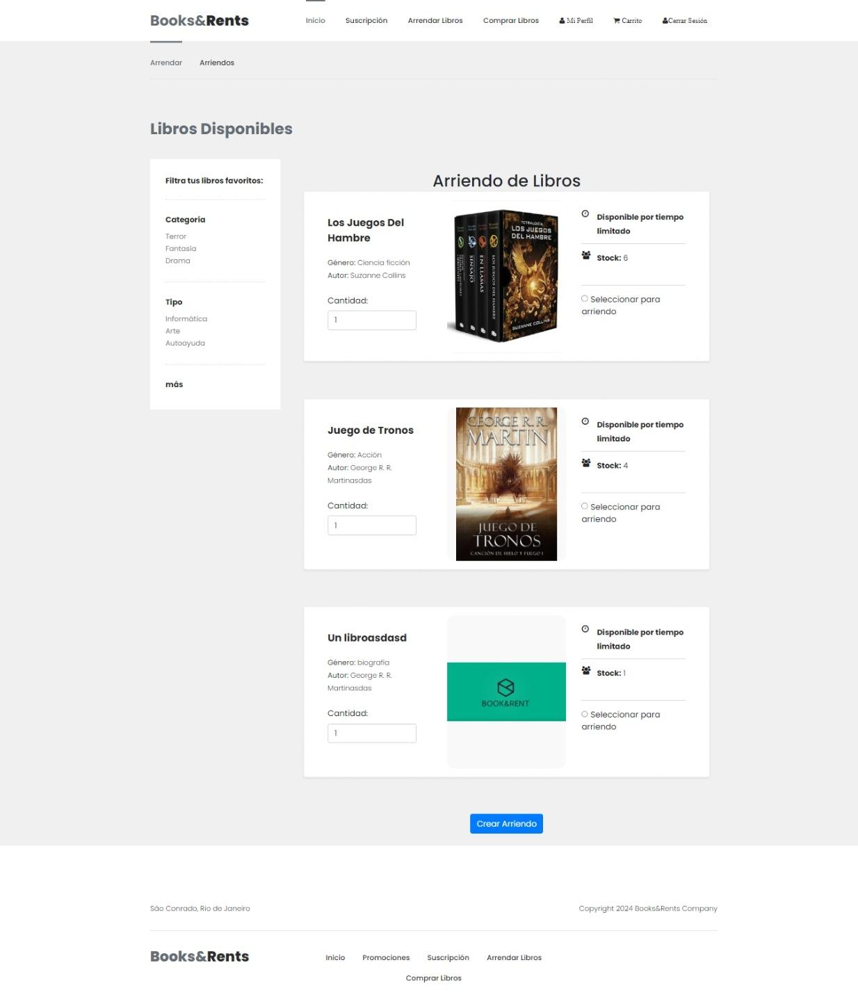 Books&Rents
Inicio
Suscripción
Arrendar Libros
Comprar Libros
Mi Perfil
Carrito
Cerrar Sesión
Arrendar
Arriendos
Libros Disponibles
Filtra tus libros favoritos:
Categoría
Terror
Fantasía
Drama
Tipo
Informática
Arte
Autoayuda
más
Arriendo de Libros
Los Juegos Del
Hambre
Género: Ciencia ficción
Autor: Suzanne Collins
Cantidad:
1
TETRALOGÍA
LOS JUEGOS
DEL HAMBRE
SUZANNE COLLINS
SINSAJO
EN LLAMAS
LOS JUEGOS DEL HAMBRE
Disponible por tiempo
limitado
Stock: 6
Seleccionar para
arriendo
Juego de Tronos
Género: Acción
Autor: George R. R.
Martinasdas
Cantidad:
1
GEORGE R. R.
MARTIN
JUEGO DE
TRONOS
CANCIÓN DE HIELO Y FUEGO I
Disponible por tiempo
limitado
Stock: 4
Seleccionar para
arriendo
Un libroasdasd
Género: biografía
Autor: George R. R.
Martinasdas
Cantidad:
1
BOOK&RENT
Disponible por tiempo
limitado
Stock: 1
Seleccionar para
arriendo
Crear Arriendo
São Conrado, Rio de Janeiro
Copyright 2024 Books&Rents Company
Books&Rents
Inicio
Promociones
Suscripción
Arrendar Libros
Comprar Libros